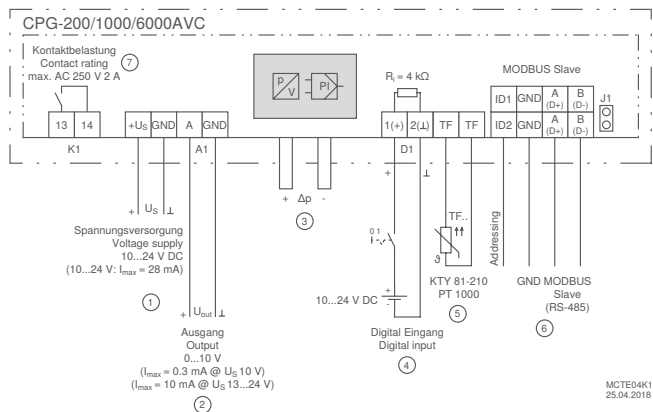 CPG-200/1000/6000AVC
Kontaktbelastung
Contact rating
max. AC 250 V 2 A
7
p
V
PI
Ri = 4 kΩ
MODBUS Slave
13 14
+US GND A GND
1(+) 2(⊥) TF TF
ID1 GND A (D+) B (D-)
ID2 GND A (D+) B (D-)
J1
K1
A1
D1
+ US ⊥
Spannungsversorgung
Voltage supply
10...24 V DC
(10...24 V: Imax = 28 mA)
1
+ Uout ⊥
Ausgang
Output
0...10 V
(Imax = 0.3 mA @ US 10 V)
(Imax = 10 mA @ US 13...24 V)
2
+ Δp -
3
+ ⊥
0 1
+
-
10...24 V DC
Digital Eingang
Digital input
4
TF..
ϑ
KTY 81-210
PT 1000
5
Addressing
GND MODBUS
Slave
(RS-485)
6
MCTE04K1
25.04.2018